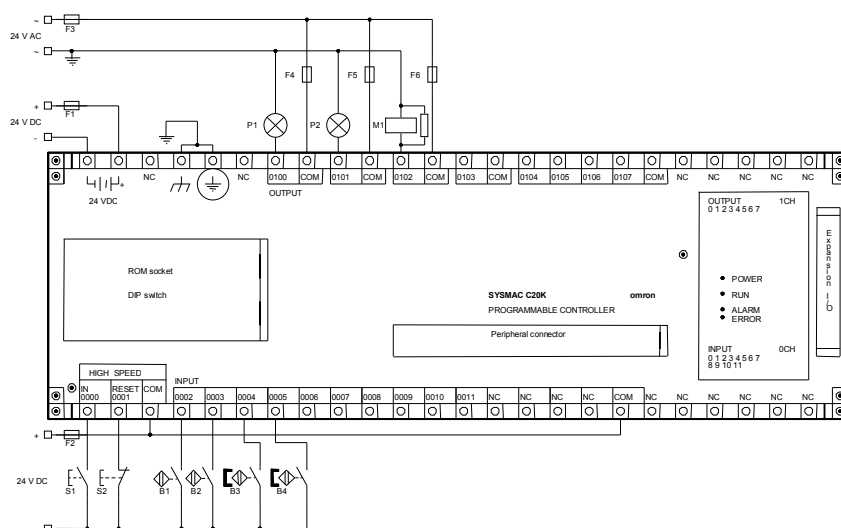 ~ F3
24 V AC
~
F4 F5 F6
+ F1
24 V DC
-
P1 P2 M1
NC NC 0100 COM 0101 COM 0102 COM 0103 COM 0104 0105 0106 0107 COM NC NC NC NC NC
+
24 VDC
OUTPUT
OUTPUT 1CH
0 1 2 3 4 5 6 7
Expansion I/O
ROM socket
DIP switch
POWER
RUN
ALARM
ERROR
SYSMAC C20K omron
PROGRAMMABLE CONTROLLER
Peripheral connector
INPUT 0CH
0 1 2 3 4 5 6 7
8 9 10 11
HIGH SPEED
IN RESET COM INPUT
0000 0001 0002 0003 0004 0005 0006 0007 0008 0009 0010 0011 NC NC NC NC COM NC NC NC NC NC NC
+ F2
24 V DC
S1 S2 B1 B2 B3 B4